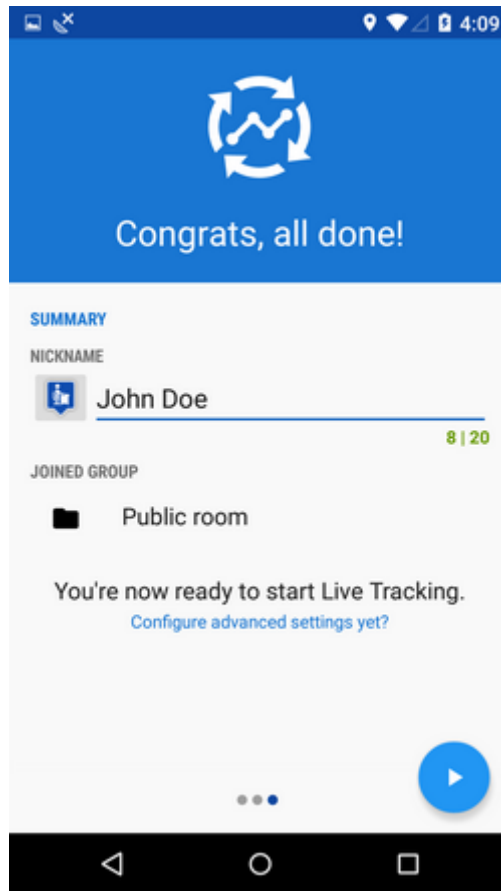 4:09
Congrats, all done!
SUMMARY
NICKNAME
John Doe
8 | 20
JOINED GROUP
Public room
You're now ready to start Live Tracking.
Configure advanced settings yet?